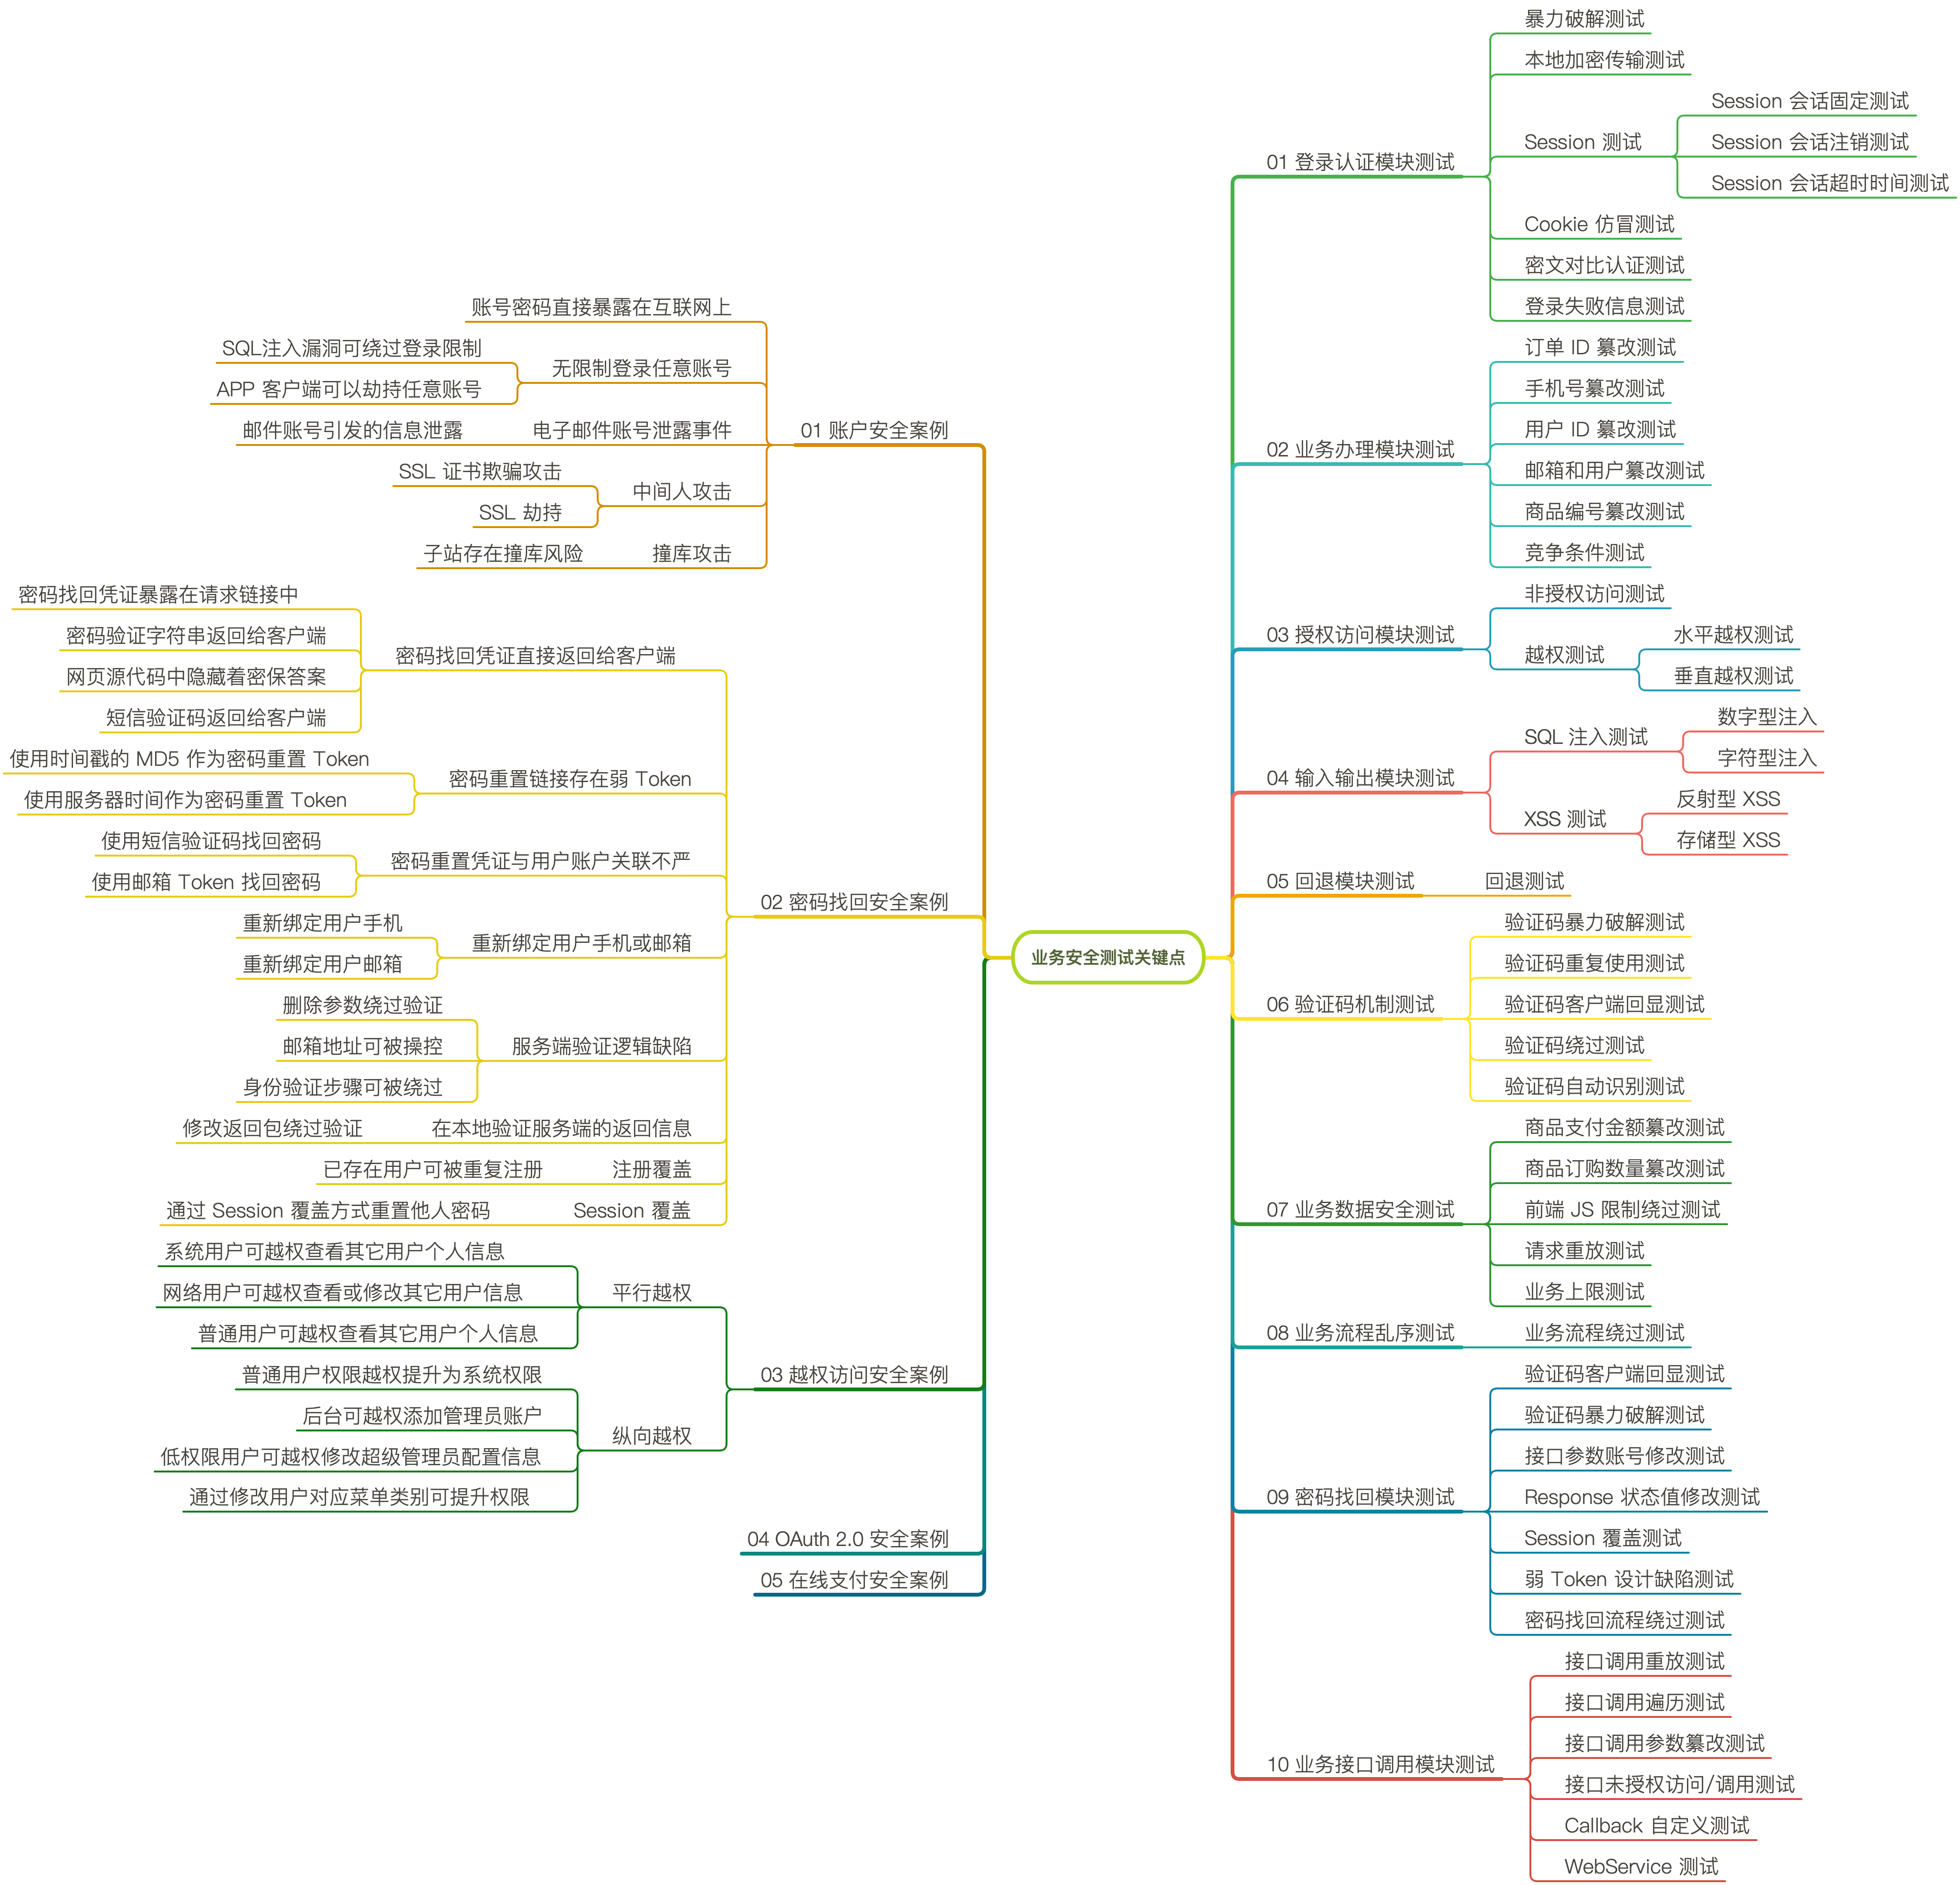 业务安全测试关键点
01 登录认证模块测试
暴力破解测试
本地加密传输测试
Session 测试
Session 会话固定测试
Session 会话注销测试
Session 会话超时时间测试
Cookie 仿冒测试
密文对比认证测试
登录失败信息测试
02 业务办理模块测试
订单 ID 纂改测试
手机号纂改测试
用户 ID 纂改测试
邮箱和用户纂改测试
商品编号纂改测试
竞争条件测试
03 授权访问模块测试
非授权访问测试
越权测试
水平越权测试
垂直越权测试
04 输入输出模块测试
SQL 注入测试
数字型注入
字符型注入
XSS 测试
反射型 XSS
存储型 XSS
05 回退模块测试
回退测试
06 验证码机制测试
验证码暴力破解测试
验证码重复使用测试
验证码客户端回显测试
验证码绕过测试
验证码自动识别测试
07 业务数据安全测试
商品支付金额纂改测试
商品订购数量纂改测试
前端 JS 限制绕过测试
请求重放测试
业务上限测试
08 业务流程乱序测试
业务流程绕过测试
09 密码找回模块测试
验证码客户端回显测试
验证码暴力破解测试
接口参数账号修改测试
Response 状态值修改测试
Session 覆盖测试
弱 Token 设计缺陷测试
密码找回流程绕过测试
10 业务接口调用模块测试
接口调用重放测试
接口调用遍历测试
接口调用参数纂改测试
接口未授权访问/调用测试
Callback 自定义测试
WebService 测试
01 账户安全案例
账号密码直接暴露在互联网上
无限制登录任意账号
SQL注入漏洞可绕过登录限制
APP 客户端可以劫持任意账号
电子邮件账号泄露事件
邮件账号引发的信息泄露
中间人攻击
SSL 证书欺骗攻击
SSL 劫持
撞库攻击
子站存在撞库风险
02 密码找回安全案例
密码找回凭证直接返回给客户端
密码找回凭证暴露在请求链接中
密码验证字符串返回给客户端
网页源代码中隐藏着密保答案
短信验证码返回给客户端
密码重置链接存在弱 Token
使用时间戳的 MD5 作为密码重置 Token
使用服务器时间作为密码重置 Token
密码重置凭证与用户账户关联不严
使用短信验证码找回密码
使用邮箱 Token 找回密码
重新绑定用户手机或邮箱
重新绑定用户手机
重新绑定用户邮箱
服务端验证逻辑缺陷
删除参数绕过验证
邮箱地址可被操控
身份验证步骤可被绕过
在本地验证服务端的返回信息
修改返回包绕过验证
注册覆盖
已存在用户可被重复注册
Session 覆盖
通过 Session 覆盖方式重置他人密码
03 越权访问安全案例
平行越权
系统用户可越权查看其它用户个人信息
网络用户可越权查看或修改其它用户信息
普通用户可越权查看其它用户个人信息
纵向越权
普通用户权限越权提升为系统权限
后台可越权添加管理员账户
低权限用户可越权修改超级管理员配置信息
通过修改用户对应菜单类别可提升权限
04 OAuth 2.0 安全案例
05 在线支付安全案例